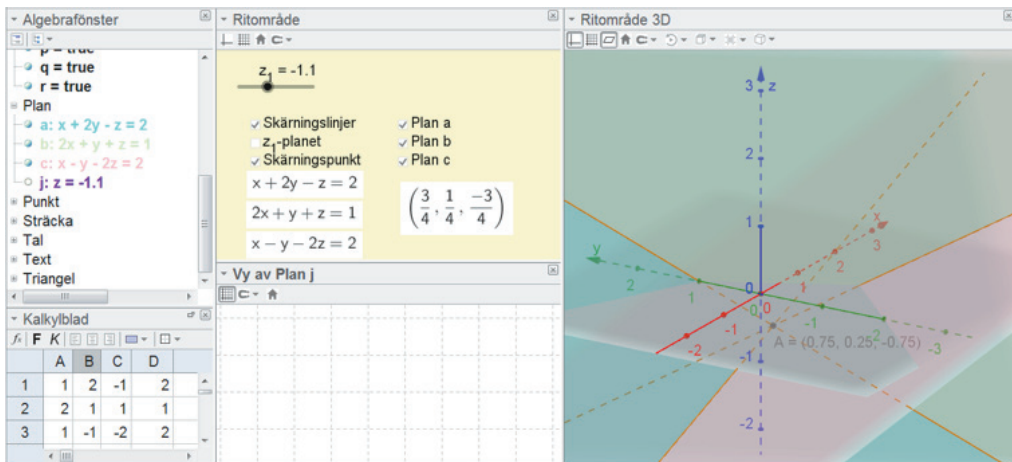 Algebrafönster
p = true
q = true
r = true
Plan
a: x + 2y - z = 2
b: 2x + y + z = 1
c: x - y - 2z = 2
j: z = -1.1
Punkt
Sträcka
Tal
Text
Triangel
Kalkylblad
fx F K
A B C D
1 1 2 -1 2
2 2 1 1 1
3 1 -1 -2 2
Ritområde
z1 = -1.1
Skärningslinjer
z1-planet
Skärningspunkt
Plan a
Plan b
Plan c
x + 2y − z = 2
2x + y + z = 1
x − y − 2z = 2
(3/4, 1/4, -3/4)
Vy av Plan j
Ritområde 3D
3 z
2
1
0
-1
-2
y
2
1
0
-1
-2
-3
x
3
2
1
0
-1
-2
A = (0.75, 0.25, -0.75)